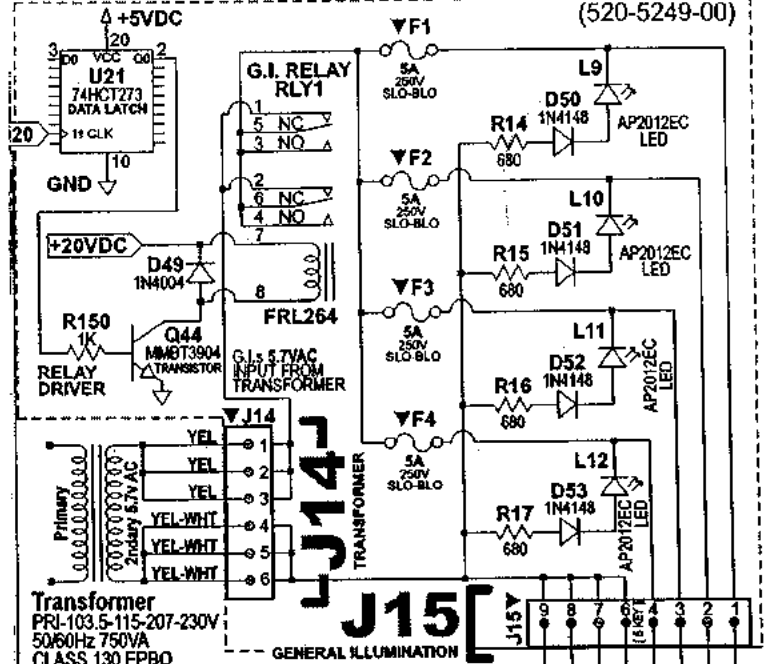 (520-5249-00)
+5VDC
20
3 D0 VCC Q0 2
U21
74HCT273
DATA LATCH
20
11 CLK
10
GND
G.I. RELAY
RLY1
1
5 NC
3 NO
2
6 NC
4 NO
7
8
FRL264
+20VDC
D49
1N4004
R150
1K
RELAY
DRIVER
Q44
MMBT3904
TRANSISTOR
G.I.s 5.7VAC
INPUT FROM
TRANSFORMER
F1
5A
250V
SLO-BLO
L9
D50
1N4148
R14
680
AP2012EC
LED
F2
5A
250V
SLO-BLO
L10
D51
1N4148
R15
680
AP2012EC
LED
F3
5A
250V
SLO-BLO
L11
D52
1N4148
R16
680
AP2012EC
LED
F4
5A
250V
SLO-BLO
L12
D53
1N4148
R17
680
AP2012EC
LED
J14
YEL 1
YEL 2
YEL 3
YEL-WHT 4
YEL-WHT 5
YEL-WHT 6
Primary
2ndary 5.7v AC
J14
TRANSFORMER
Transformer
PRI-103.5-115-207-230V
50/60Hz 750VA
CLASS 130 EPBO
J15
GENERAL ILLUMINATION
J15
9 8 7 6 (5 KEY) 4 3 2 1